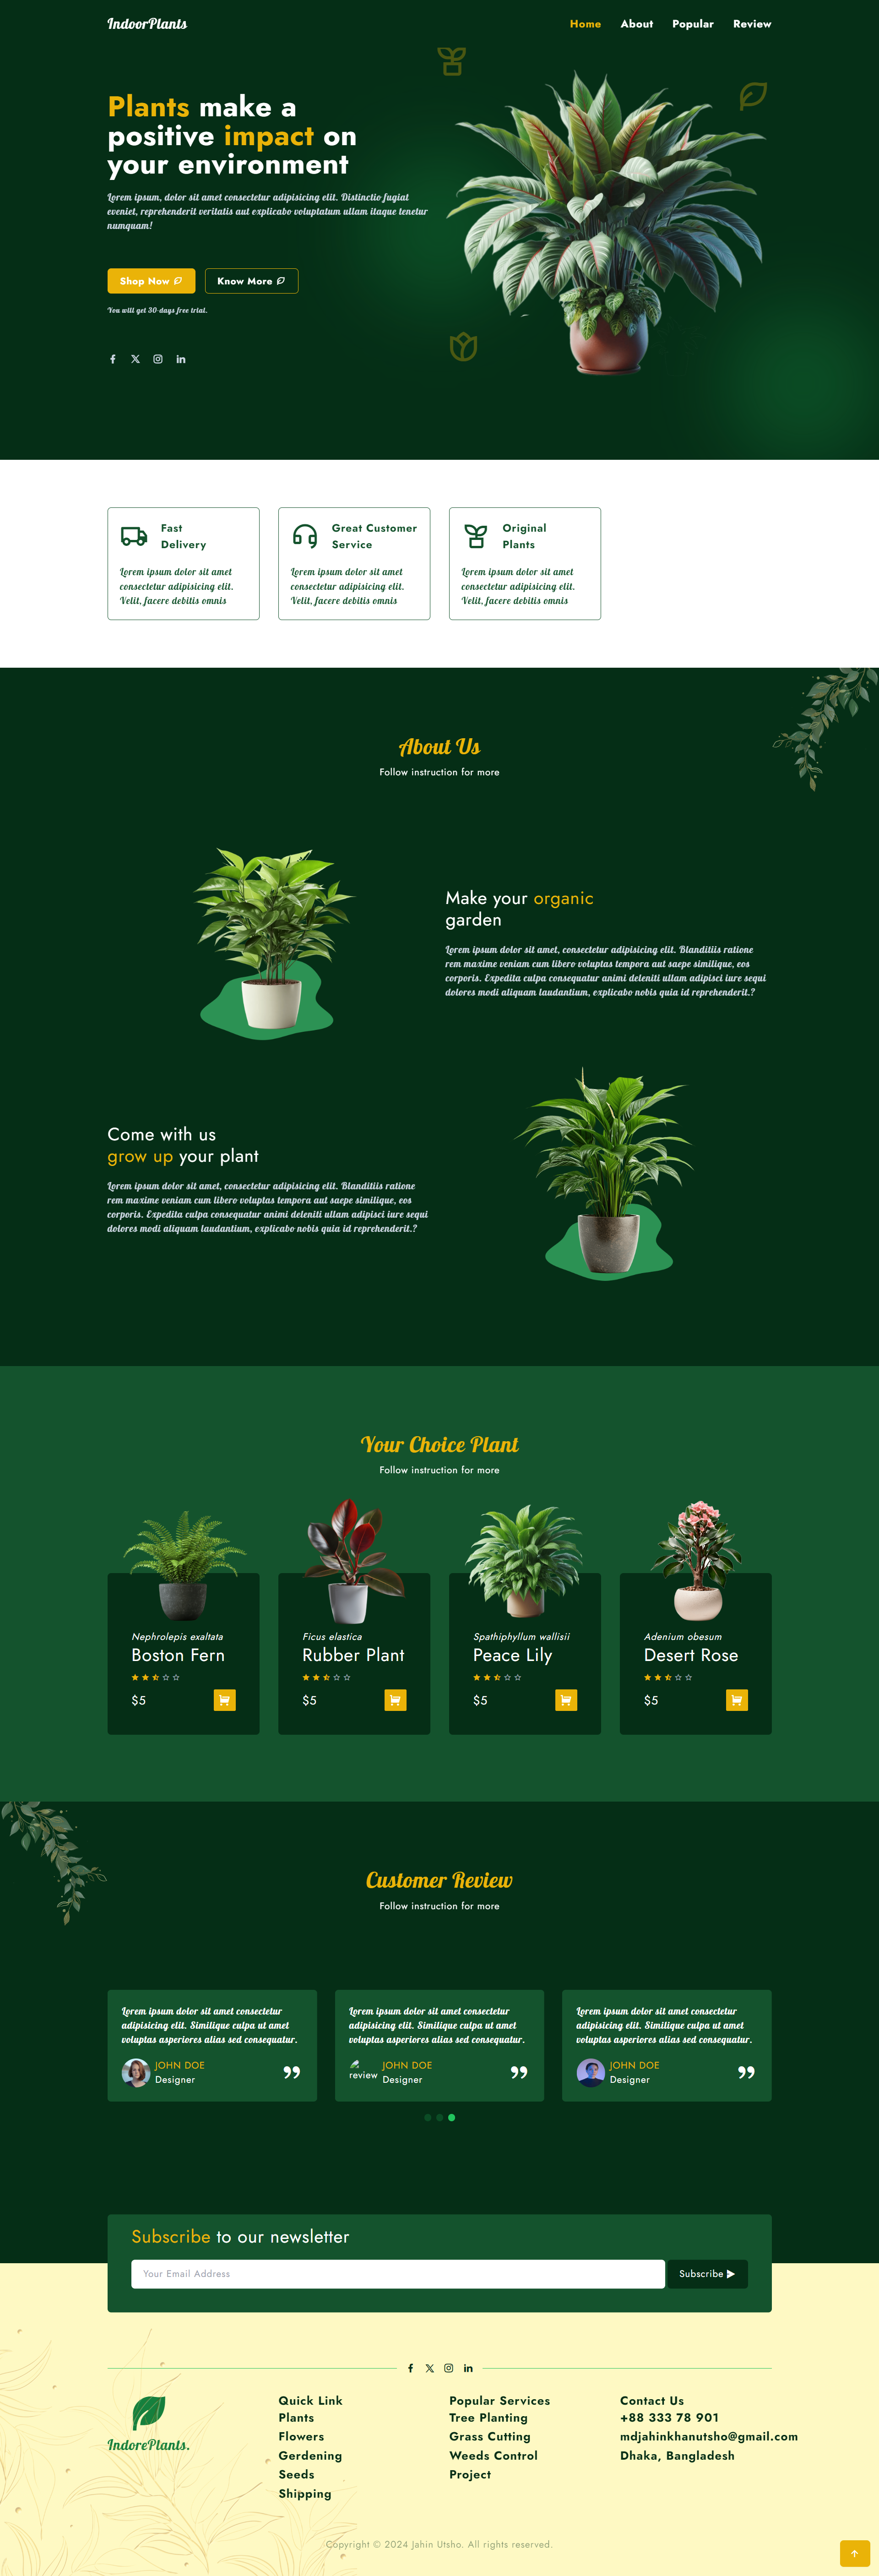 IndoorPlants
Home About Popular Review
Plants make a
positive impact on
your environment
Lorem ipsum, dolor sit amet consectetur adipisicing elit. Distinctio fugiat
eveniet, reprehenderit veritatis aut explicabo voluptatum ullam itaque tenetur
numquam!
Shop Now Know More
You will get 30-days free trial.
Fast
Delivery
Lorem ipsum dolor sit amet
consectetur adipisicing elit.
Velit, facere debitis omnis
Great Customer
Service
Lorem ipsum dolor sit amet
consectetur adipisicing elit.
Velit, facere debitis omnis
Original
Plants
Lorem ipsum dolor sit amet
consectetur adipisicing elit.
Velit, facere debitis omnis
About Us
Follow instruction for more
Make your organic
garden
Lorem ipsum dolor sit amet, consectetur adipisicing elit. Blanditiis ratione
rem maxime veniam cum libero voluptas tempora aut saepe similique, eos
corporis. Expedita culpa consequatur animi deleniti ullam adipisci iure sequi
dolores modi aliquam laudantium, explicabo nobis quia id reprehenderit.?
Come with us
grow up your plant
Lorem ipsum dolor sit amet, consectetur adipisicing elit. Blanditiis ratione
rem maxime veniam cum libero voluptas tempora aut saepe similique, eos
corporis. Expedita culpa consequatur animi deleniti ullam adipisci iure sequi
dolores modi aliquam laudantium, explicabo nobis quia id reprehenderit.?
Your Choice Plant
Follow instruction for more
Nephrolepis exaltata
Boston Fern
$5
Ficus elastica
Rubber Plant
$5
Spathiphyllum wallisii
Peace Lily
$5
Adenium obesum
Desert Rose
$5
Customer Review
Follow instruction for more
Lorem ipsum dolor sit amet consectetur
adipisicing elit. Similique culpa ut amet
voluptas asperiores alias sed consequatur.
JOHN DOE
Designer
Lorem ipsum dolor sit amet consectetur
adipisicing elit. Similique culpa ut amet
voluptas asperiores alias sed consequatur.
review
JOHN DOE
Designer
Lorem ipsum dolor sit amet consectetur
adipisicing elit. Similique culpa ut amet
voluptas asperiores alias sed consequatur.
JOHN DOE
Designer
Subscribe to our newsletter
Your Email Address
Subscribe
IndorePlants.
Quick Link
Plants
Flowers
Gerdening
Seeds
Shipping
Popular Services
Tree Planting
Grass Cutting
Weeds Control
Project
Contact Us
+88 333 78 901
mdjahinkhanutsho@gmail.com
Dhaka, Bangladesh
Copyright © 2024 Jahin Utsho. All rights reserved.